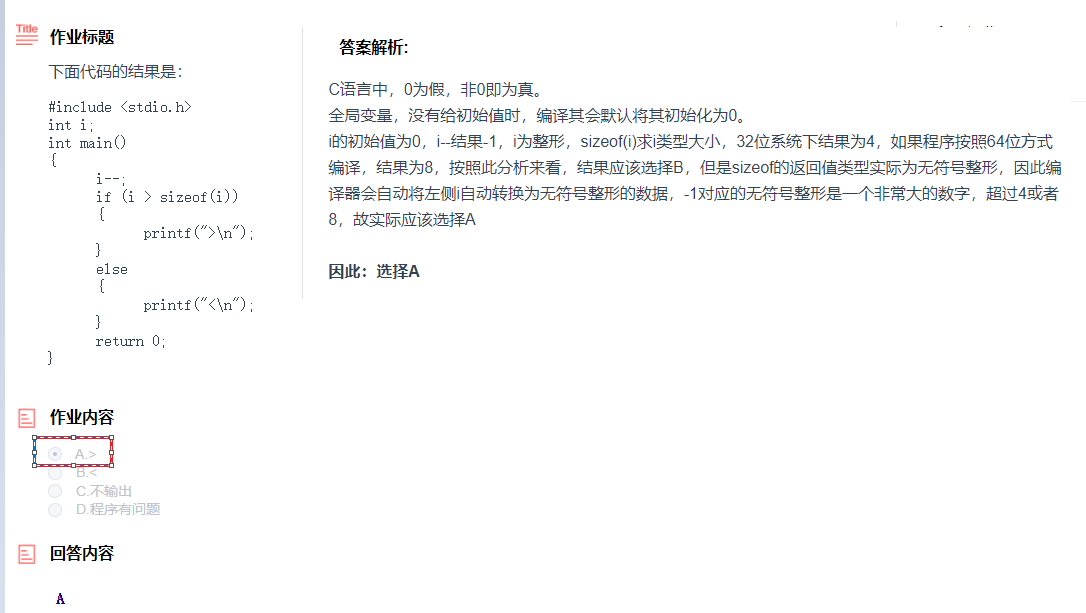 Title
作业标题
下面代码的结果是：
#include <stdio.h>
int i;
int main()
{
i--;
if (i > sizeof(i))
{
printf(">\n");
}
else
{
printf("<\n");
}
return 0;
}
作业内容
A.>
B.<
C.不输出
D.程序有问题
回答内容
A
答案解析:
C语言中，0为假，非0即为真。
全局变量，没有给初始值时，编译其会默认将其初始化为0。
i的初始值为0，i--结果-1，i为整形，sizeof(i)求i类型大小，32位系统下结果为4，如果程序按照64位方式
编译，结果为8，按照此分析来看，结果应该选择B，但是sizeof的返回值类型实际为无符号整形，因此编
译器会自动将左侧i自动转换为无符号整形的数据，-1对应的无符号整形是一个非常大的数字，超过4或者
8，故实际应该选择A
因此：选择A